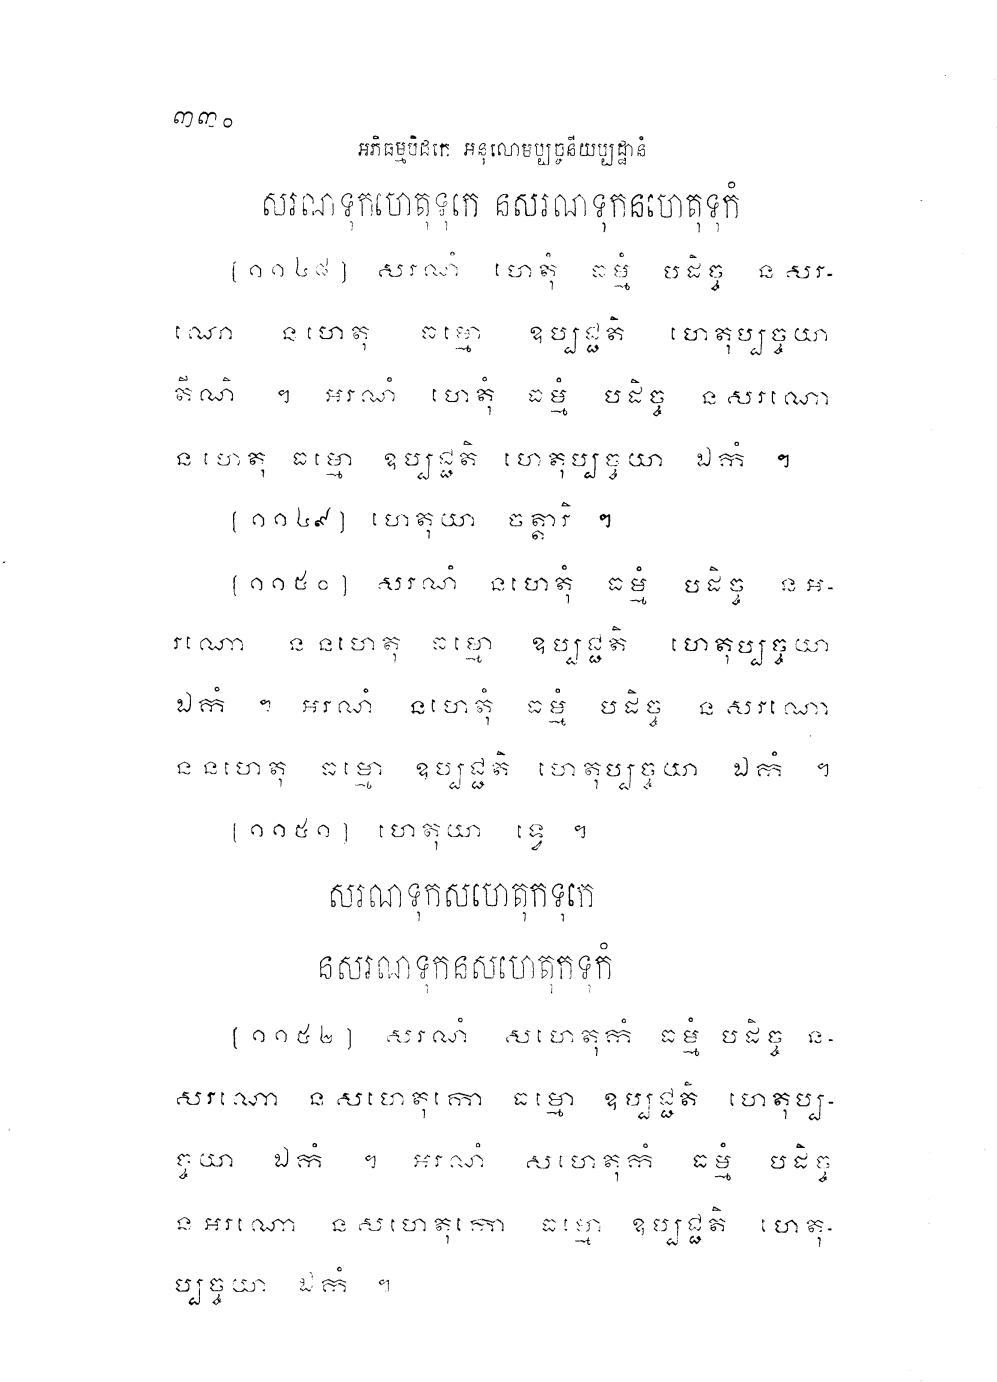 ៣៣០
អភិធម្មបិដកេ អនុលោមប្បច្ចនីយប្បដ្ឋានំ
សរណទុកហេតុទុកេ នសរណទុកនហេតុទុកំ
[១១៤៨] សរណំ ហេតុំ ធម្មំ បដិច្ច នសរ-
ណោ នហេតុ ធម្មោ ឧប្បជ្ជតិ ហេតុប្បច្ចយា
តីណិ ។ អរណំ ហេតុំ ធម្មំ បដិច្ច នសរណោ
នហេតុ ធម្មោ ឧប្បជ្ជតិ ហេតុប្បច្ចយា ឯកំ ។
[១១៤៩] ហេតុយា ចត្តារិ ។
[១១៥០] សរណំ នហេតុំ ធម្មំ បដិច្ច នអ-
រណោ ននហេតុ ធម្មោ ឧប្បជ្ជតិ ហេតុប្បច្ចយា
ឯកំ ។ អរណំ នហេតុំ ធម្មំ បដិច្ច នសរណោ
ននហេតុ ធម្មោ ឧប្បជ្ជតិ ហេតុប្បច្ចយា ឯកំ ។
[១១៥១] ហេតុយា ទ្វេ ។
សរណទុកសហេតុកទុកេ
នសរណទុកនសហេតុកទុកំ
[១១៥២] សរណំ សហេតុកំ ធម្មំ បដិច្ច ន-
សរណោ នសហេតុកោ ធម្មោ ឧប្បជ្ជតិ ហេតុប្ប-
ច្ចយា ឯកំ ។ អរណំ សហេតុកំ ធម្មំ បដិច្ច
នអរណោ នសហេតុកោ ធម្មោ ឧប្បជ្ជតិ ហេតុ-
ប្បច្ចយា ឯកំ ។